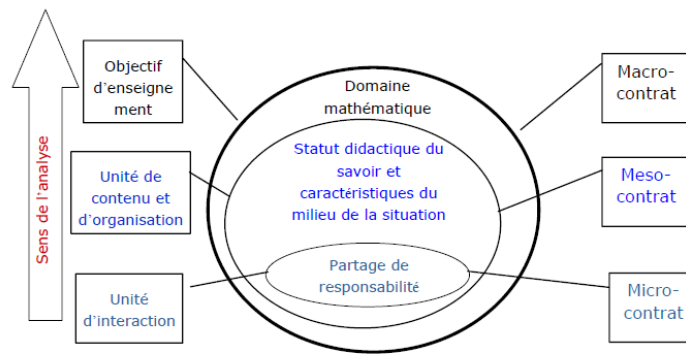 Sens de l'analyse
Objectif
d'enseigne
ment
Domaine
mathématique
Macro-
contrat
Unité de
contenu et
d'organisation
Statut didactique du
savoir et
caractéristiques du
milieu de la situation
Meso-
contrat
Unité
d'interaction
Partage de
responsabilité
Micro-
contrat